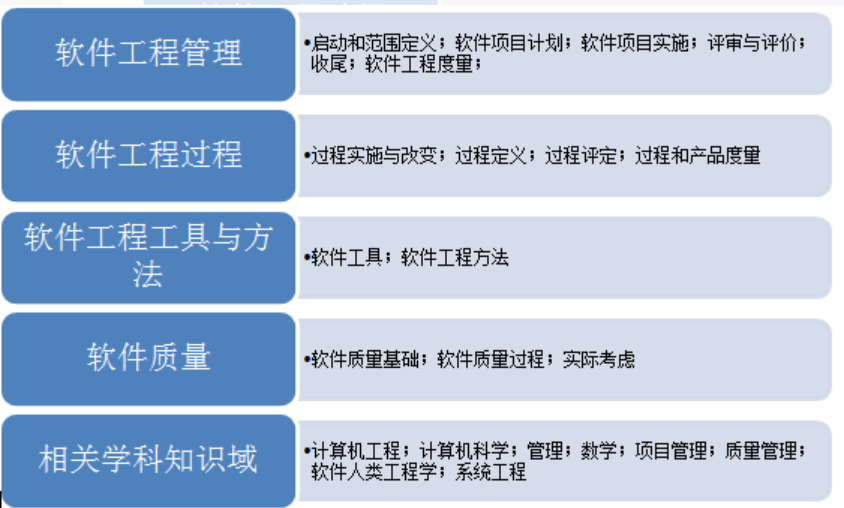 软件工程管理
•启动和范围定义；软件项目计划；软件项目实施；评审与评价；
收尾；软件工程度量；
软件工程过程
•过程实施与改变；过程定义；过程评定；过程和产品度量
软件工程工具与方
法
•软件工具；软件工程方法
软件质量
•软件质量基础；软件质量过程；实际考虑
相关学科知识域
•计算机工程；计算机科学；管理；数学；项目管理；质量管理；
软件人类工程学；系统工程